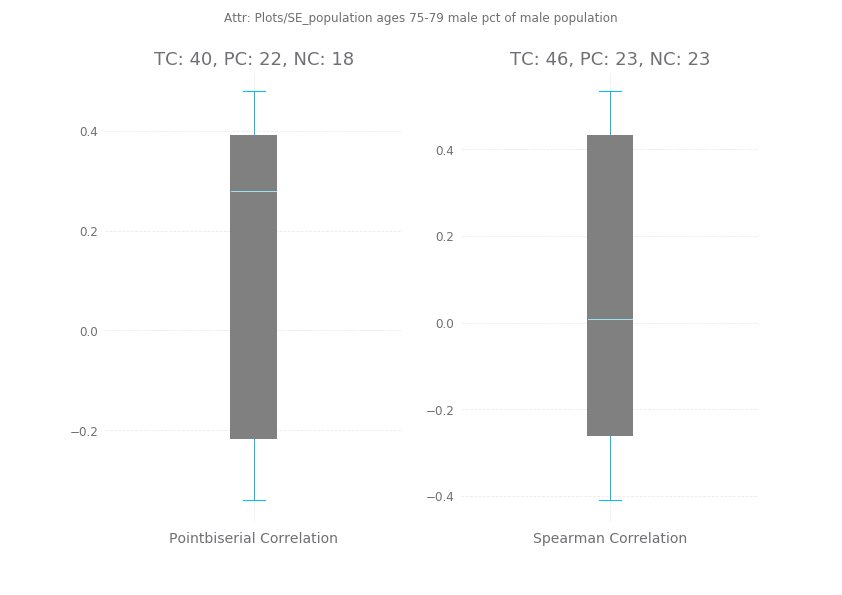 Attr: Plots/SE_population ages 75-79 male pct of male population
TC: 40, PC: 22, NC: 18
0.4
0.2
0.0
−0.2
Pointbiserial Correlation
TC: 46, PC: 23, NC: 23
0.4
0.2
0.0
−0.2
−0.4
Spearman Correlation